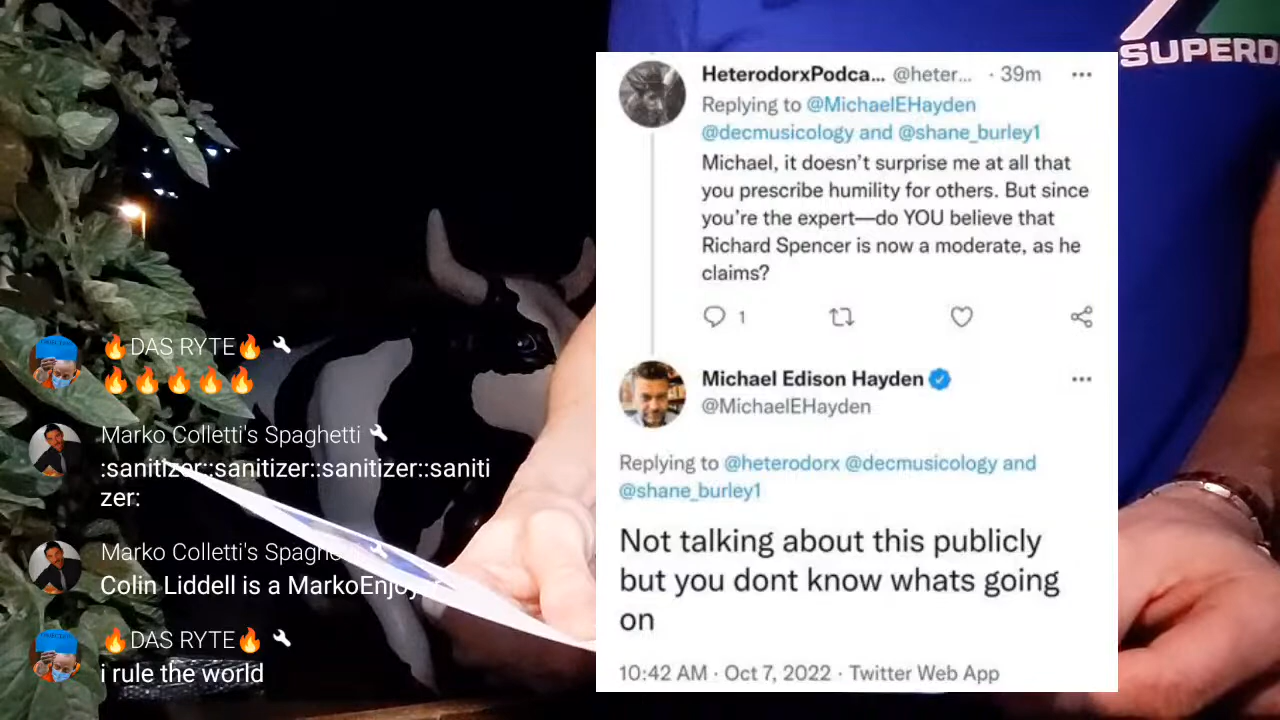 SUPERD
HeterodorxPodca... @heter... · 39m
Replying to @MichaelEHayden
@decmusicology and @shane_burley1
Michael, it doesn't surprise me at all that
you prescribe humility for others. But since
you're the expert—do YOU believe that
Richard Spencer is now a moderate, as he
claims?
1
Michael Edison Hayden
@MichaelEHayden
Replying to @heterodorx @decmusicology and
@shane_burley1
Not talking about this publicly
but you dont know whats going
on
10:42 AM · Oct 7, 2022 · Twitter Web App
🔥DAS RYTE🔥
🔥🔥🔥🔥🔥
Marko Colletti's Spaghetti
:sanitizer::sanitizer::sanitizer::saniti
zer:
Marko Colletti's Spaghetti
Colin Liddell is a MarkoEnjoyer
🔥DAS RYTE🔥
i rule the world